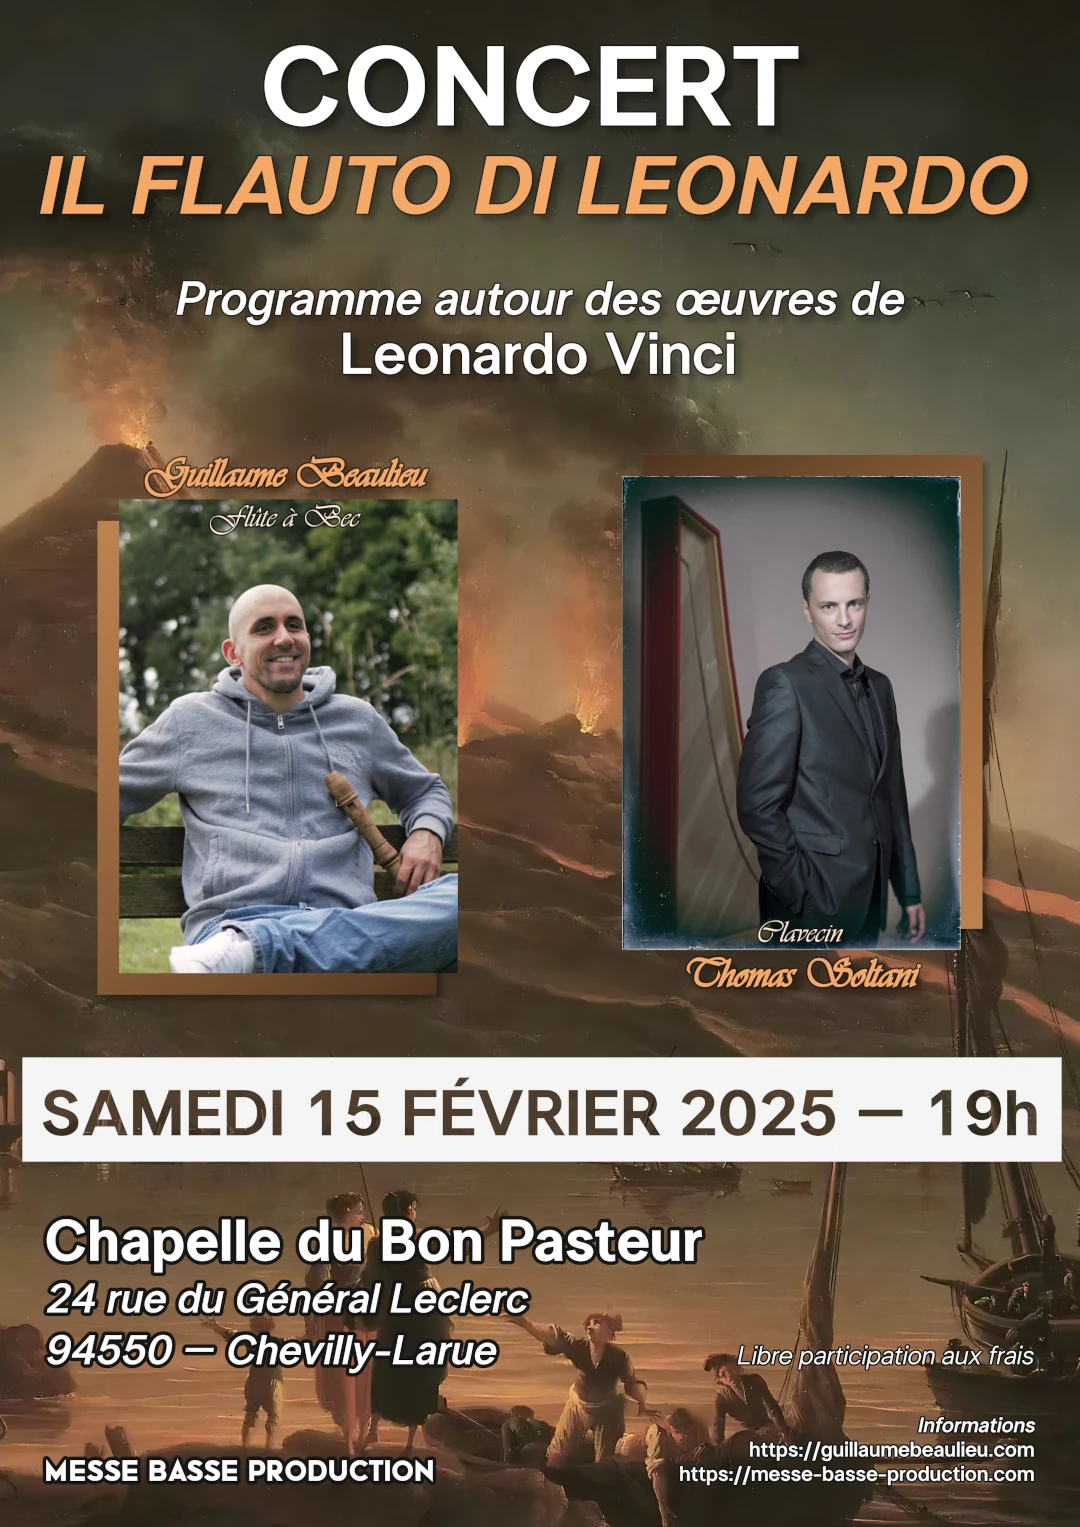 CONCERT
IL FLAUTO DI LEONARDO
Programme autour des œuvres de
Leonardo Vinci
Guillaume Beaulieu
Flûte à Bec
Clavecin
Thomas Soltani
SAMEDI 15 FÉVRIER 2025 — 19h
Chapelle du Bon Pasteur
24 rue du Général Leclerc
94550 — Chevilly-Larue
Libre participation aux frais
Informations
https://guillaumebeaulieu.com
https://messe-basse-production.com
MESSE BASSE PRODUCTION